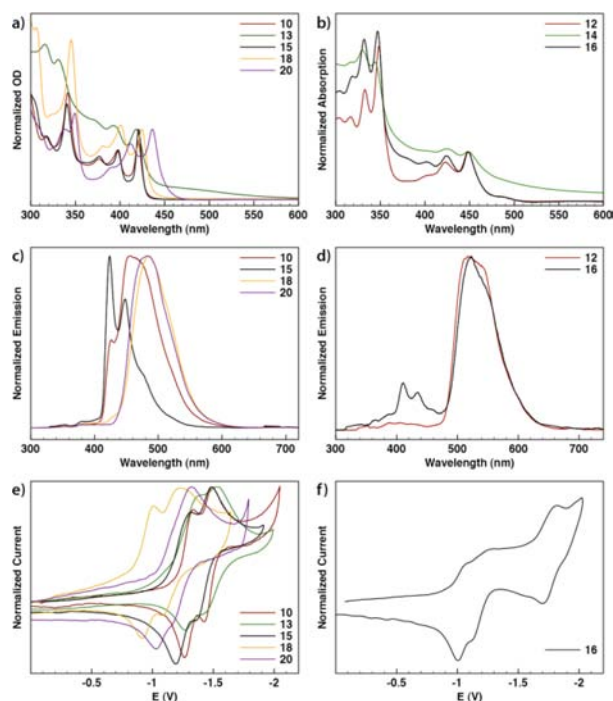 a)
Normalized OD
10
13
15
18
20
300 350 400 450 500 550 600
Wavelength (nm)
b)
Normalized Absorption
12
14
16
300 350 400 450 500 550 600
Wavelength (nm)
c)
Normalized Emission
10
15
18
20
300 400 500 600 700
Wavelength (nm)
d)
Normalized Emission
12
16
300 400 500 600 700
Wavelength (nm)
e)
Normalized Current
10
13
15
18
20
-0.5 -1 -1.5 -2
E (V)
f)
Normalized Current
16
-0.5 -1 -1.5 -2
E (V)